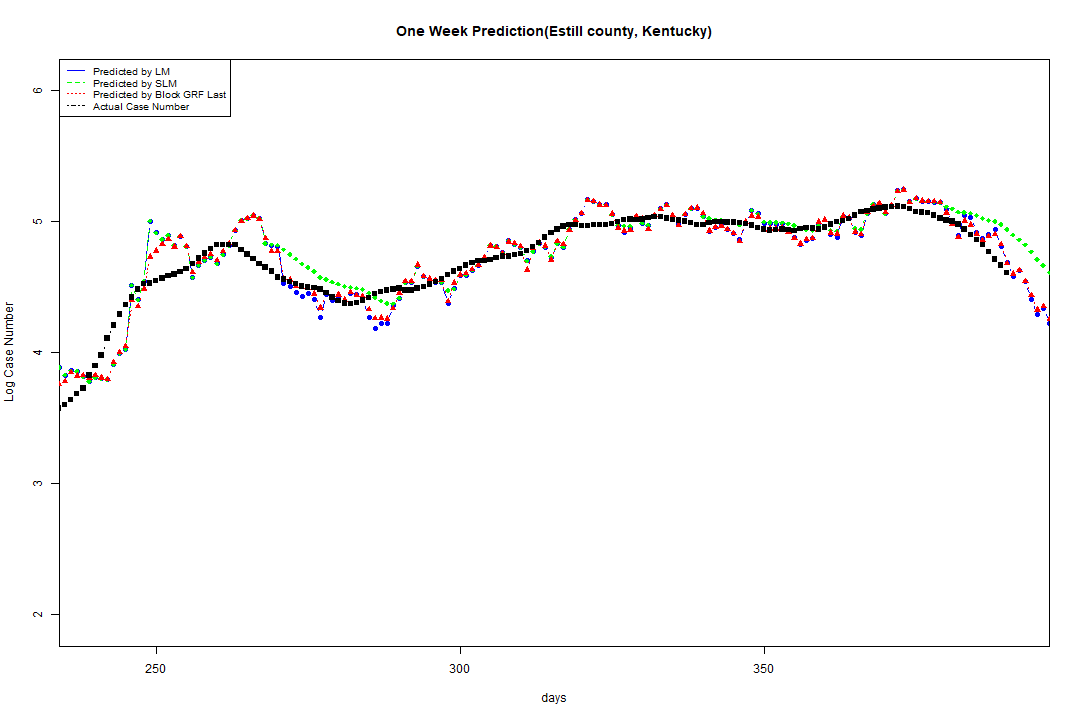 One Week Prediction(Estill county, Kentucky)
Predicted by LM
Predicted by SLM
Predicted by Block GRF Last
Actual Case Number
6
5
4
3
2
Log Case Number
250
300
350
days